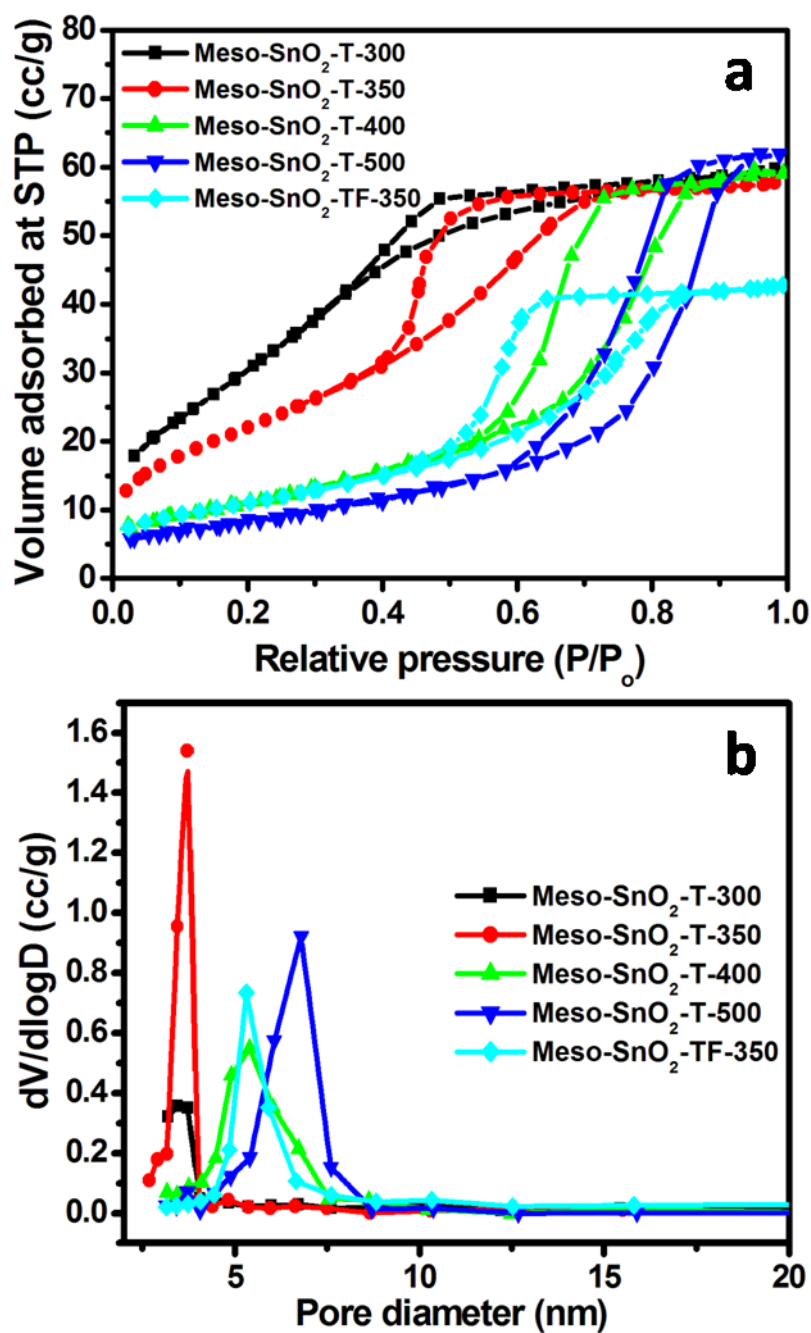 a
Meso-SnO2-T-300
Meso-SnO2-T-350
Meso-SnO2-T-400
Meso-SnO2-T-500
Meso-SnO2-TF-350
Volume adsorbed at STP (cc/g)
80
70
60
50
40
30
20
10
0
0.0 0.2 0.4 0.6 0.8 1.0
Relative pressure (P/Po)
b
1.6
1.4
1.2
1.0
0.8
0.6
0.4
0.2
0.0
dV/dlogD (cc/g)
Meso-SnO2-T-300
Meso-SnO2-T-350
Meso-SnO2-T-400
Meso-SnO2-T-500
Meso-SnO2-TF-350
5 10 15 20
Pore diameter (nm)